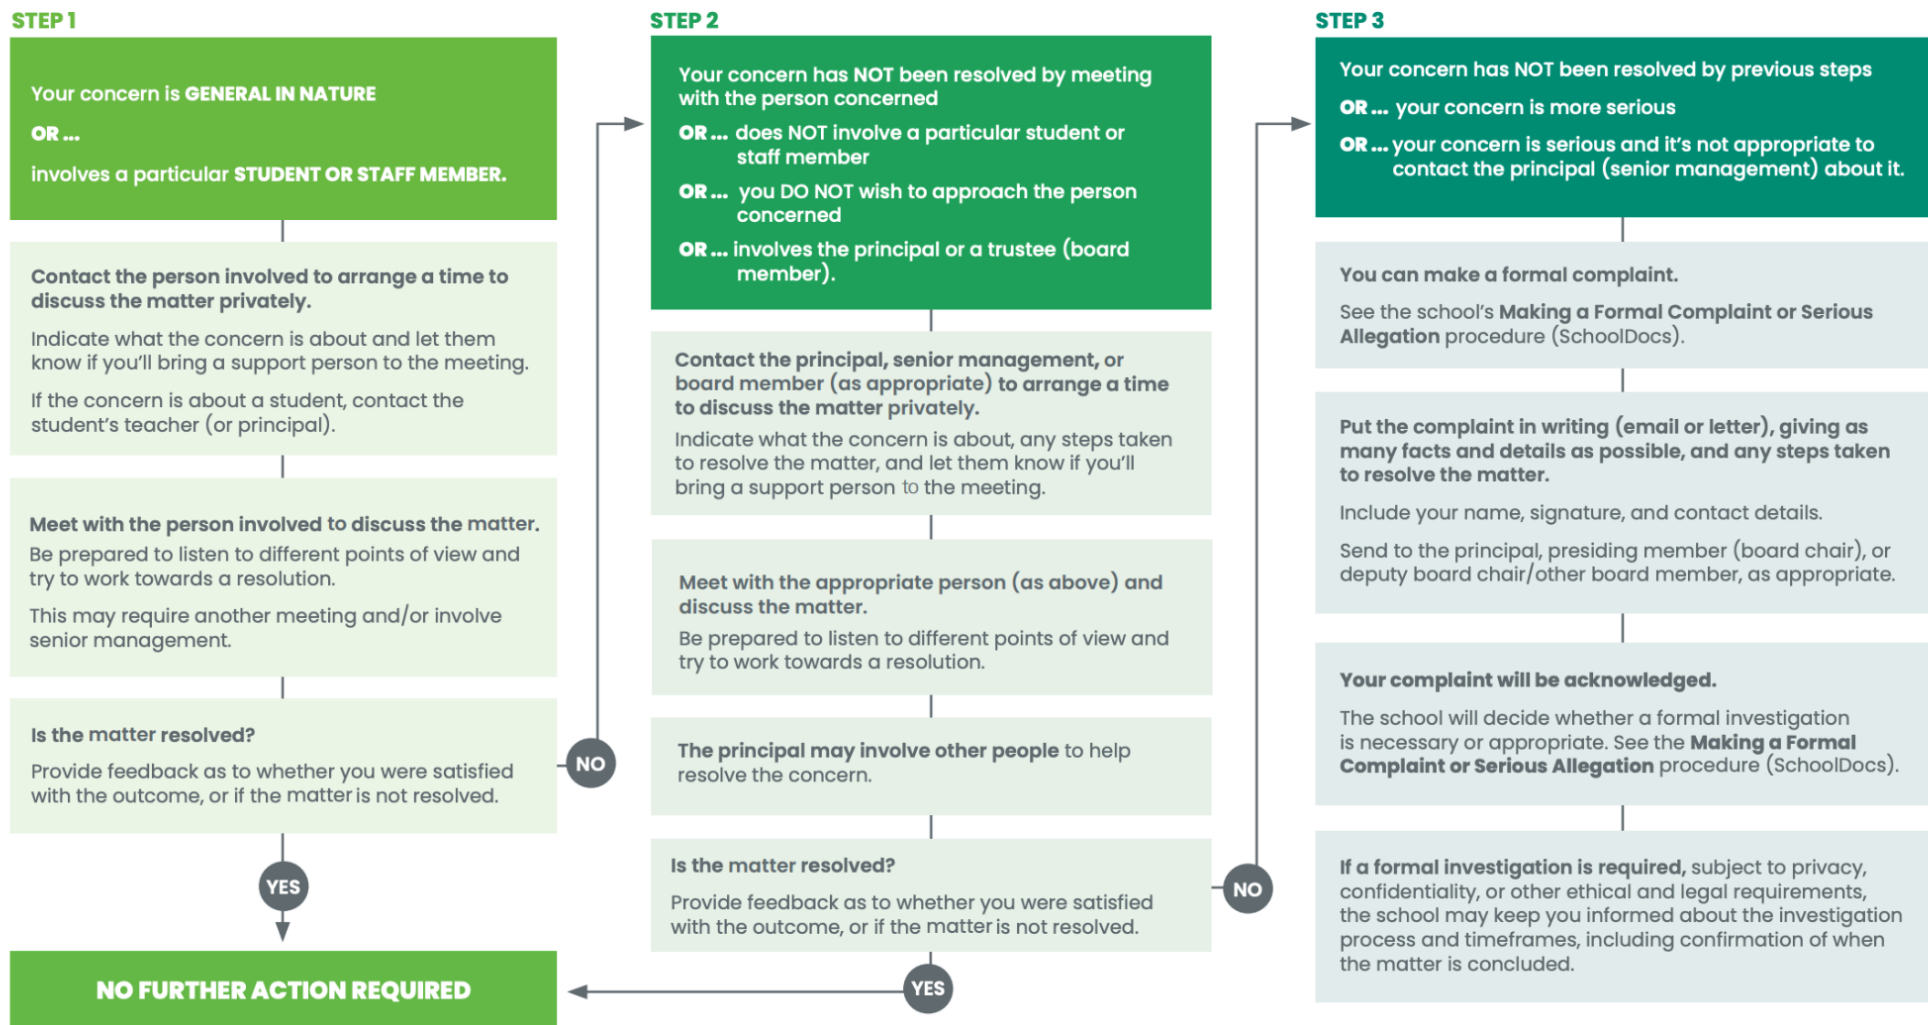 STEP 1
Your concern is GENERAL IN NATURE
OR ...
involves a particular STUDENT OR STAFF MEMBER.
Contact the person involved to arrange a time to
discuss the matter privately.
Indicate what the concern is about and let them
know if you'll bring a support person to the meeting.
If the concern is about a student, contact the
student's teacher (or principal).
Meet with the person involved to discuss the matter.
Be prepared to listen to different points of view and
try to work towards a resolution.
This may require another meeting and/or involve
senior management.
Is the matter resolved?
Provide feedback as to whether you were satisfied
with the outcome, or if the matter is not resolved.
NO
YES
NO FURTHER ACTION REQUIRED
STEP 2
Your concern has NOT been resolved by meeting
with the person concerned
OR ... does NOT involve a particular student or
staff member
OR ... you DO NOT wish to approach the person
concerned
OR ... involves the principal or a trustee (board
member).
Contact the principal, senior management, or
board member (as appropriate) to arrange a time
to discuss the matter privately.
Indicate what the concern is about, any steps taken
to resolve the matter, and let them know if you'll
bring a support person to the meeting.
Meet with the appropriate person (as above) and
discuss the matter.
Be prepared to listen to different points of view and
try to work towards a resolution.
The principal may involve other people to help
resolve the concern.
Is the matter resolved?
Provide feedback as to whether you were satisfied
with the outcome, or if the matter is not resolved.
NO
YES
STEP 3
Your concern has NOT been resolved by previous steps
OR ... your concern is more serious
OR ... your concern is serious and it's not appropriate to
contact the principal (senior management) about it.
You can make a formal complaint.
See the school's Making a Formal Complaint or Serious
Allegation procedure (SchoolDocs).
Put the complaint in writing (email or letter), giving as
many facts and details as possible, and any steps taken
to resolve the matter.
Include your name, signature, and contact details.
Send to the principal, presiding member (board chair), or
deputy board chair/other board member, as appropriate.
Your complaint will be acknowledged.
The school will decide whether a formal investigation
is necessary or appropriate. See the Making a Formal
Complaint or Serious Allegation procedure (SchoolDocs).
If a formal investigation is required, subject to privacy,
confidentiality, or other ethical and legal requirements,
the school may keep you informed about the investigation
process and timeframes, including confirmation of when
the matter is concluded.